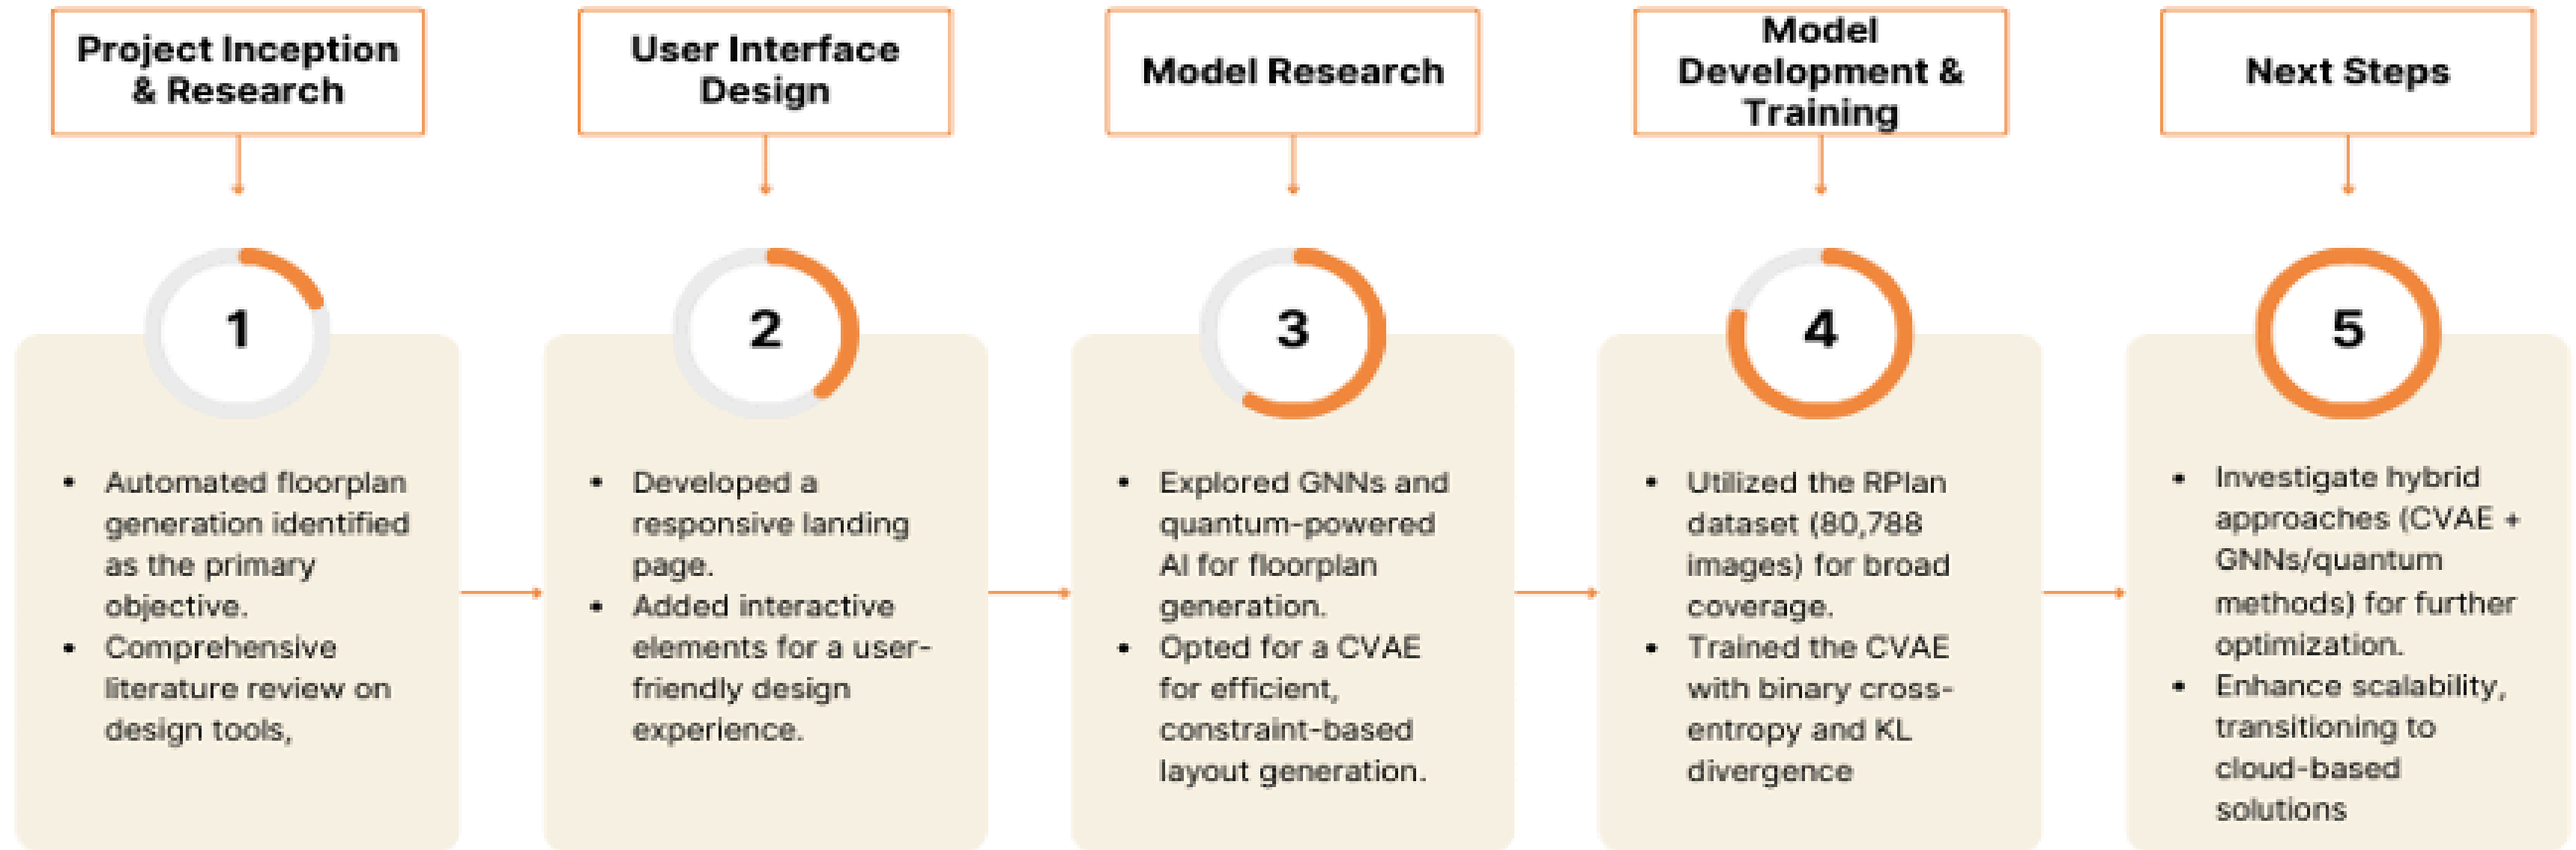 Project Inception
& Research
User Interface
Design
Model Research
Model
Development &
Training
Next Steps
1
2
3
4
5
• Automated floorplan
generation identified
as the primary
objective.
• Comprehensive
literature review on
design tools,
• Developed a
responsive landing
page.
• Added interactive
elements for a user-
friendly design
experience.
• Explored GNNs and
quantum-powered
AI for floorplan
generation.
• Opted for a CVAE
for efficient,
constraint-based
layout generation.
• Utilized the RPlan
dataset (80,788
images) for broad
coverage.
• Trained the CVAE
with binary cross-
entropy and KL
divergence
• Investigate hybrid
approaches (CVAE +
GNNs/quantum
methods) for further
optimization.
• Enhance scalability,
transitioning to
cloud-based
solutions